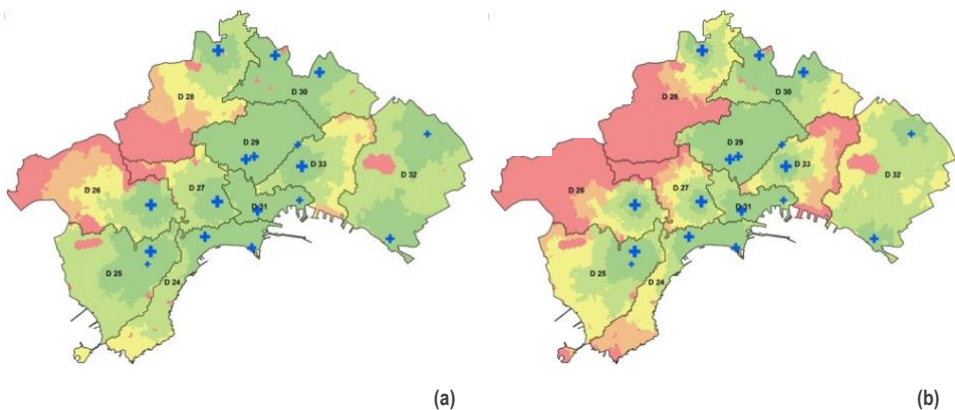 D 28
D 30
D 29
D 33
D 32
D 26
D 27
D 31
D 25
D 24
(a)
D 28
D 30
D 29
D 33
D 32
D 26
D 27
D 31
D 25
D 24
(b)